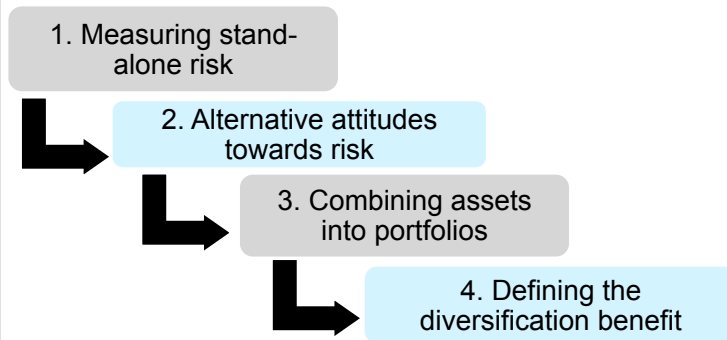 1. Measuring stand-
alone risk
2. Alternative attitudes
towards risk
3. Combining assets
into portfolios
4. Defining the
diversification benefit